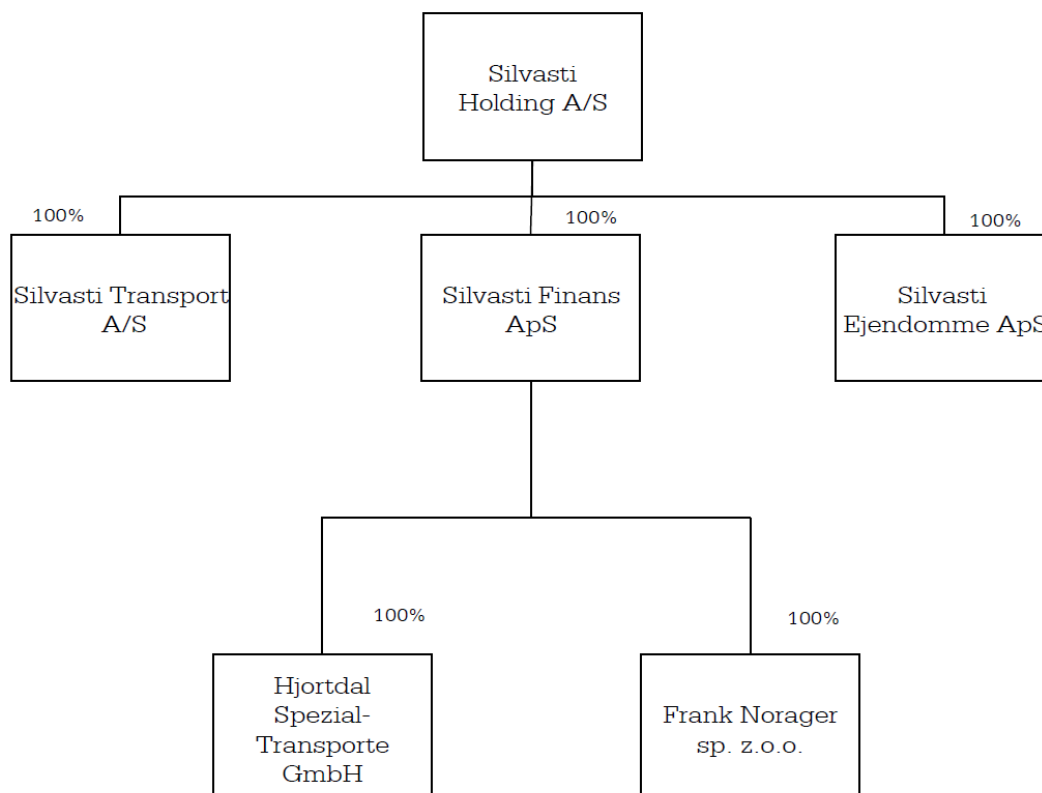 Silvasti
Holding A/S
100%
100%
100%
Silvasti Transport
A/S
Silvasti Finans
ApS
Silvasti
Ejendomme ApS
100%
100%
Hjortdal
Spezial-
Transporte
GmbH
Frank Norager
sp. z.o.o.